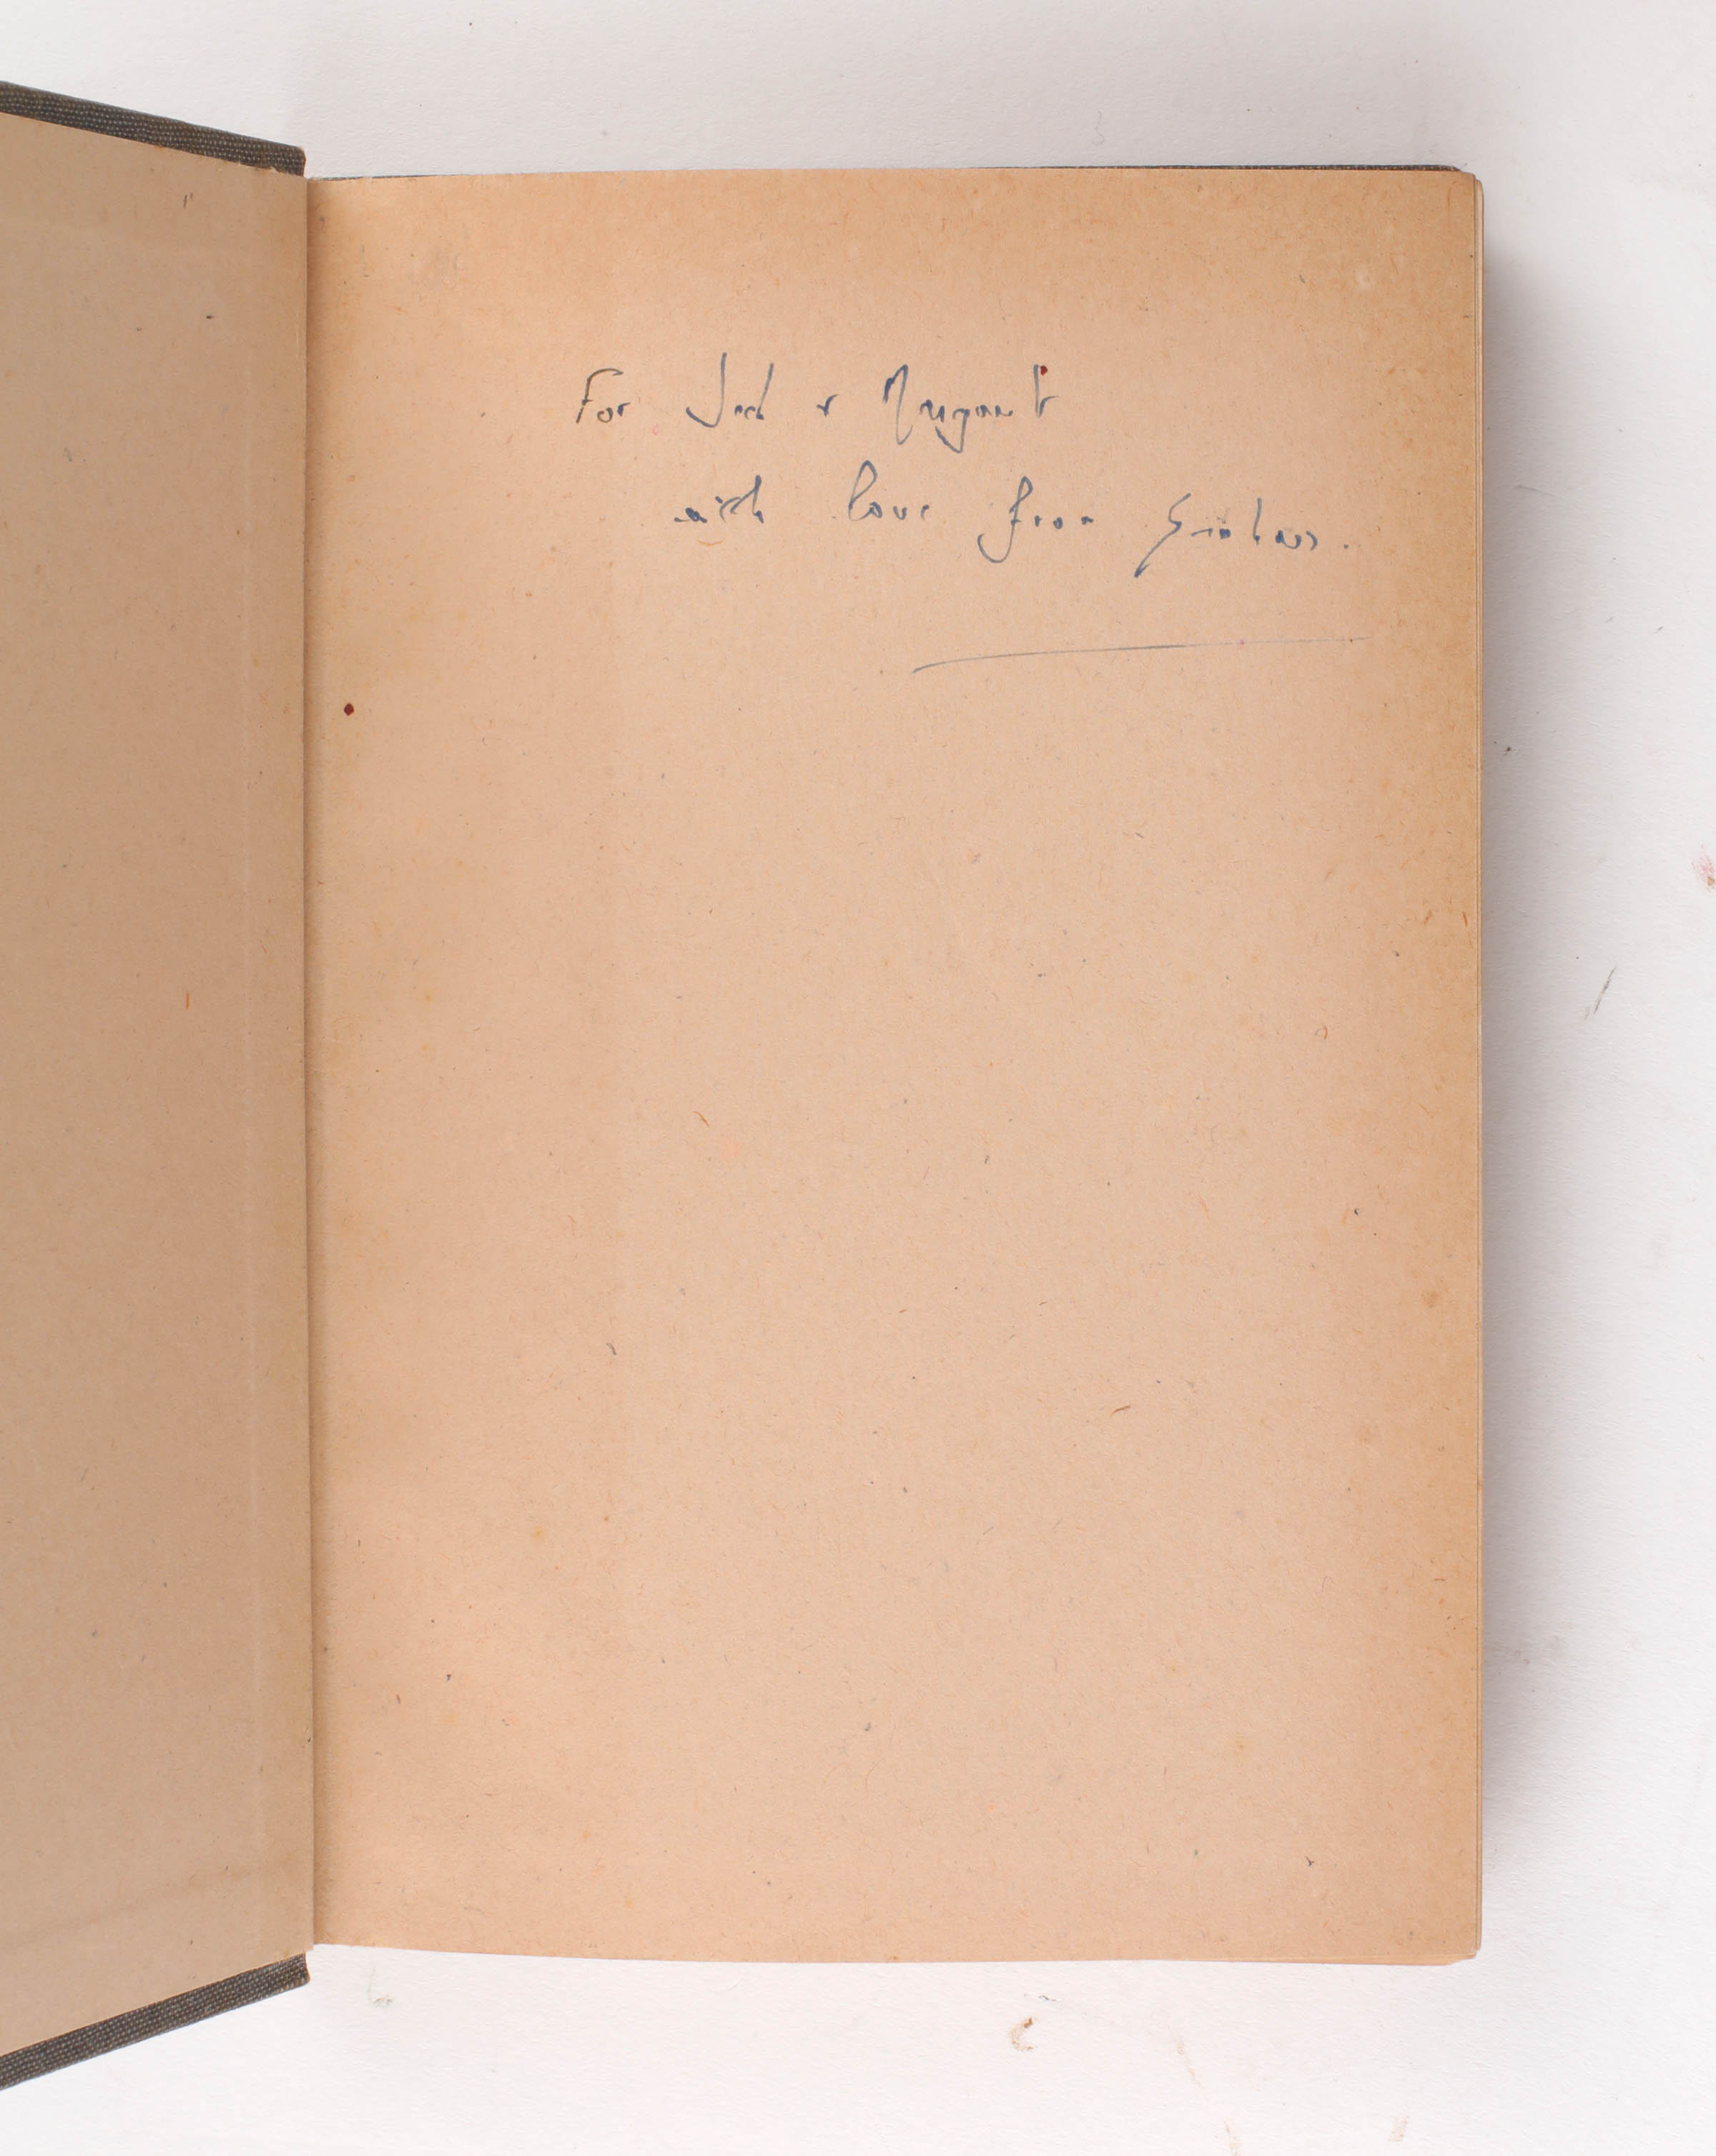 For Jack + Margaret
with love from Graham.